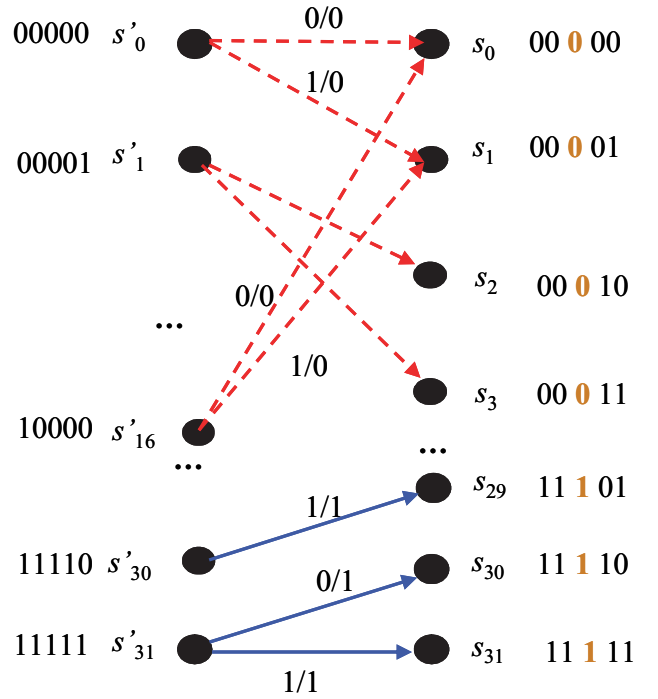 0/0
00000 s'0 s0 00 0 00
1/0
00001 s'1 s1 00 0 01
s2 00 0 10
0/0
...
1/0
s3 00 0 11
10000 s'16
... ...
s29 11 1 01
1/1
11110 s'30 s30 11 1 10
0/1
11111 s'31 s31 11 1 11
1/1